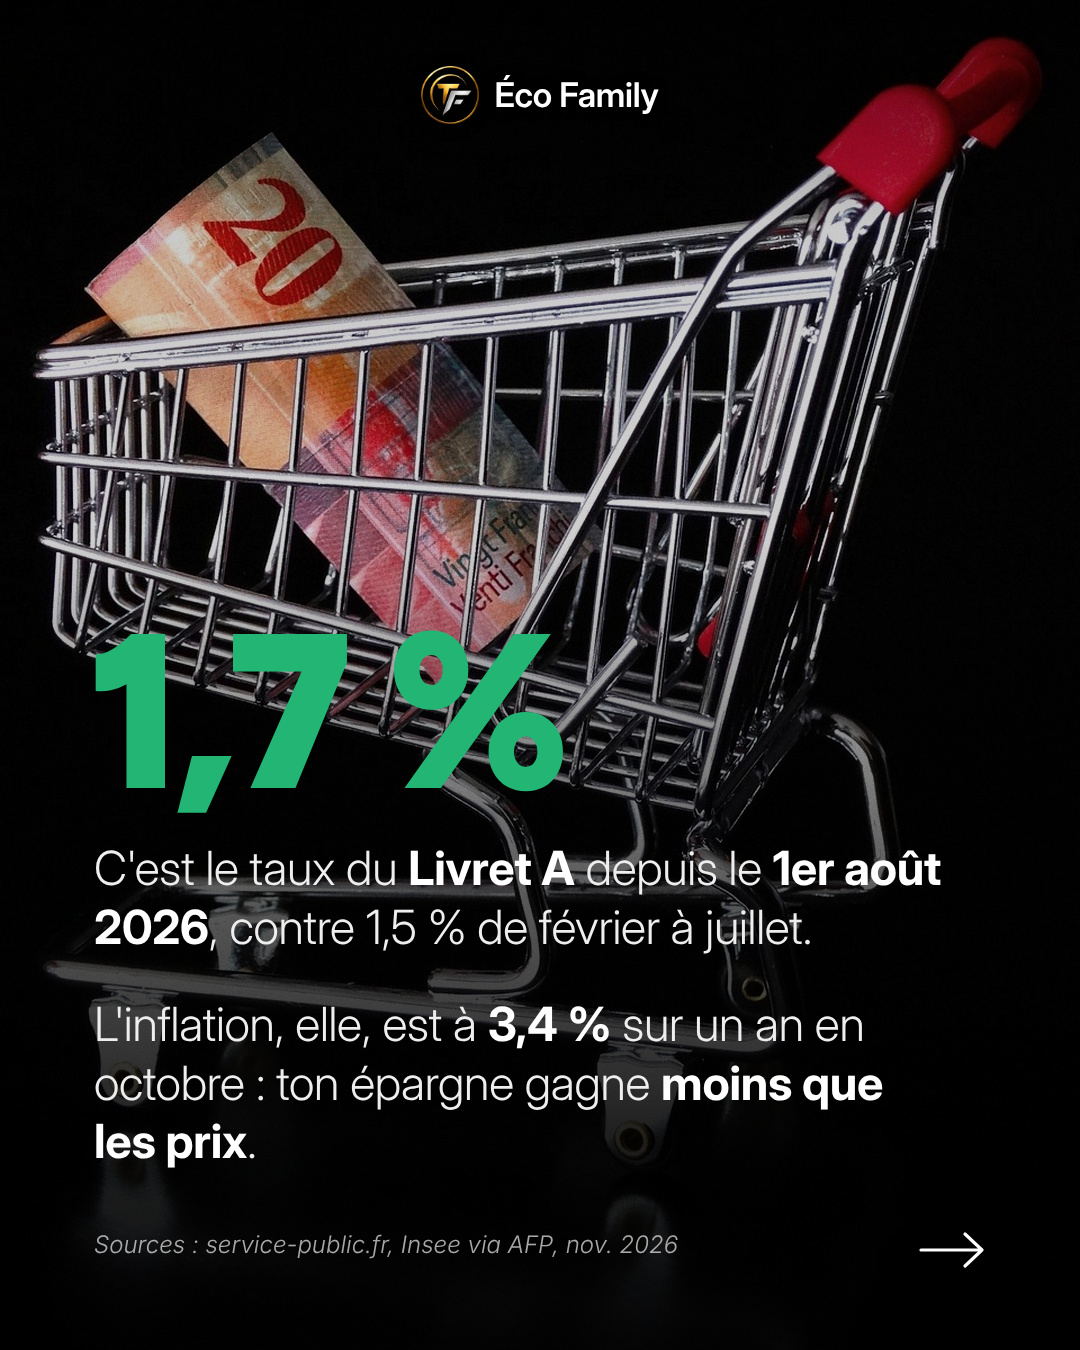 TF Éco Family
20
Vingt Fran
Venti Franchi
1,7 %
C'est le taux du Livret A depuis le 1er août
2026, contre 1,5 % de février à juillet.
L'inflation, elle, est à 3,4 % sur un an en
octobre : ton épargne gagne moins que
les prix.
Sources : service-public.fr, Insee via AFP, nov. 2026